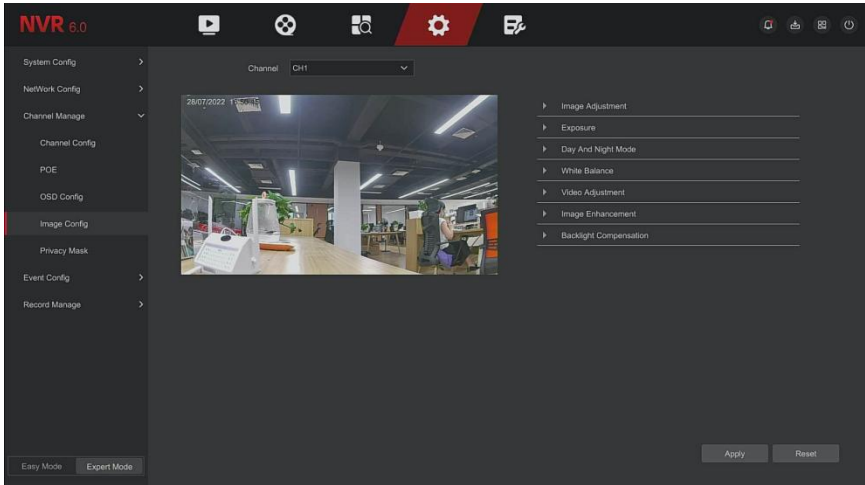 NVR 6.0
System Config
NetWork Config
Channel Manage
Channel Config
POE
OSD Config
Image Config
Privacy Mask
Event Config
Record Manage
Easy Mode
Expert Mode
Channel
CH1
28/07/2022
Image Adjustment
Exposure
Day And Night Mode
White Balance
Video Adjustment
Image Enhancement
Backlight Compensation
Apply
Reset